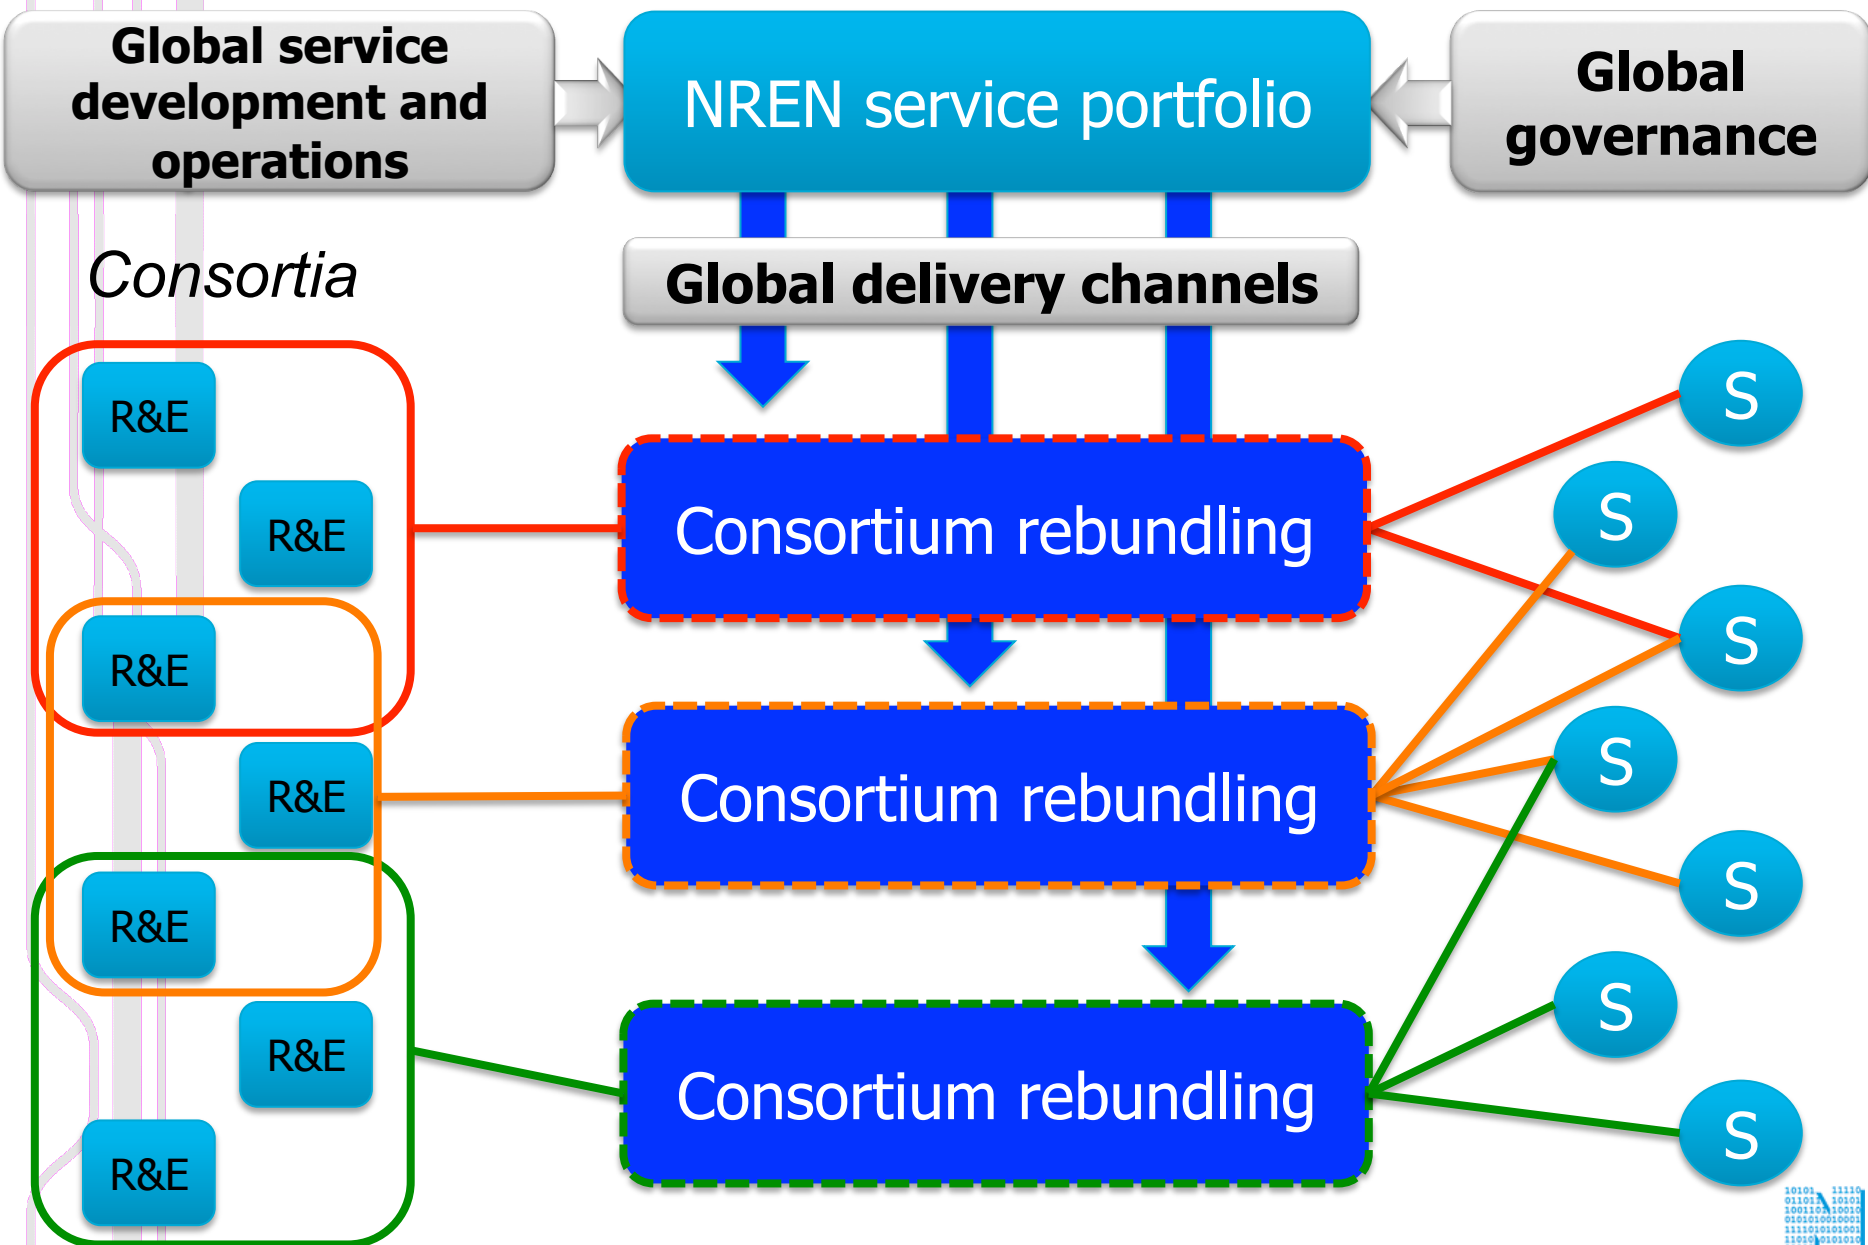 Global service
development and
operations
NREN service portfolio
Global
governance
Consortia
Global delivery channels
R&E
R&E
R&E
R&E
R&E
R&E
R&E
Consortium rebundling
Consortium rebundling
Consortium rebundling
S
S
S
S
S
S
S